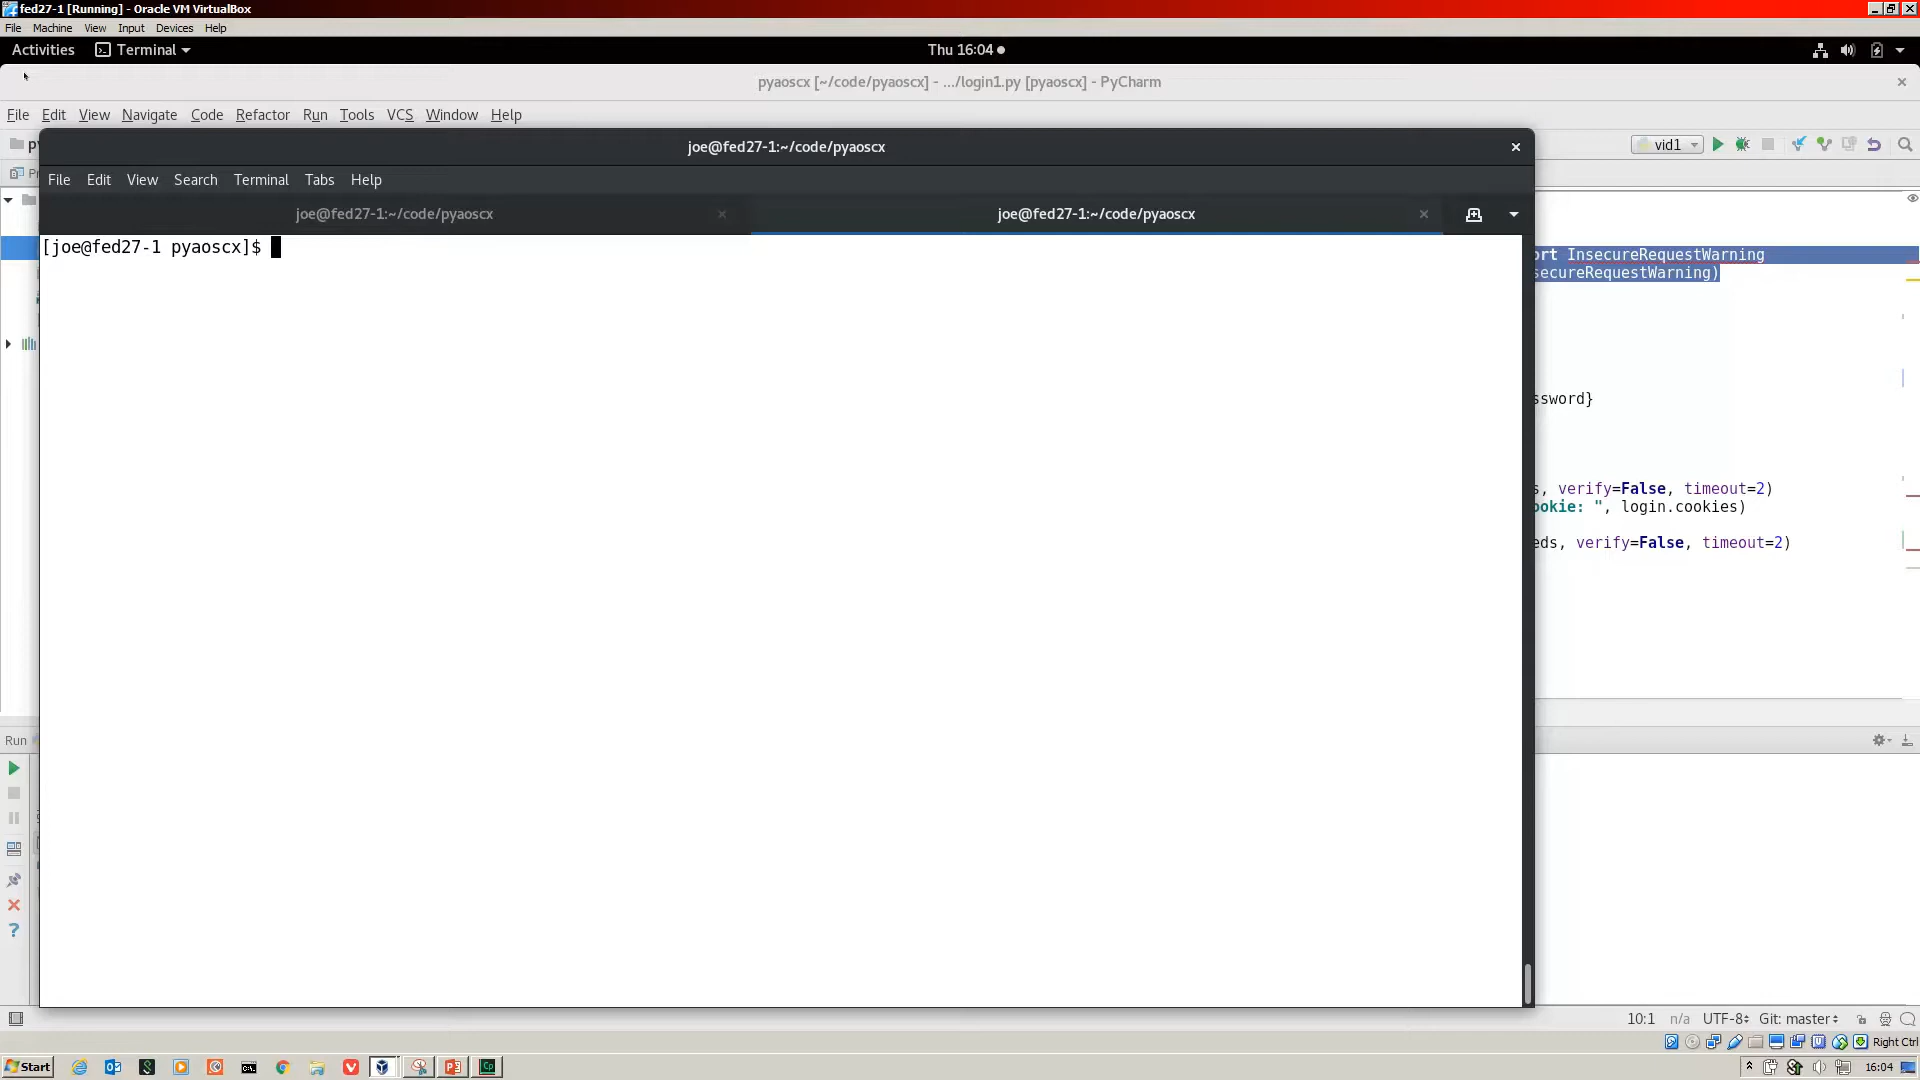 fed27-1 [Running] - Oracle VM VirtualBox
File Machine View Input Devices Help
Activities Terminal Thu 16:04
pyaoscx [~/code/pyaoscx] - .../login1.py [pyaoscx] - PyCharm
File Edit View Navigate Code Refactor Run Tools VCS Window Help
vid1
joe@fed27-1:~/code/pyaoscx
File Edit View Search Terminal Tabs Help
joe@fed27-1:~/code/pyaoscx joe@fed27-1:~/code/pyaoscx
[joe@fed27-1 pyaoscx]$
ort InsecureRequestWarning
secureRequestWarning)
ssword}
s, verify=False, timeout=2)
ookie: ", login.cookies)
eds, verify=False, timeout=2)
Run
10:1 n/a UTF-8 Git: master
Right Ctrl
Start 16:04